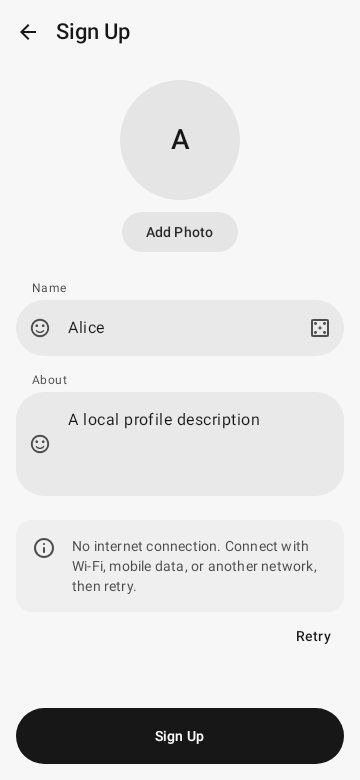 Sign Up
A
Add Photo
Name
Alice
About
A local profile description
No internet connection. Connect with
Wi-Fi, mobile data, or another network,
then retry.
Retry
Sign Up